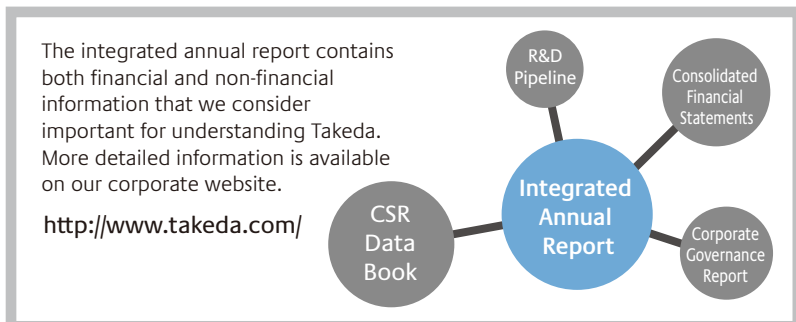 The integrated annual report contains
both financial and non-financial
information that we consider
important for understanding Takeda.
More detailed information is available
on our corporate website.
http://www.takeda.com/
R&D
Pipeline
Consolidated
Financial
Statements
Integrated
Annual
Report
CSR
Data
Book
Corporate
Governance
Report